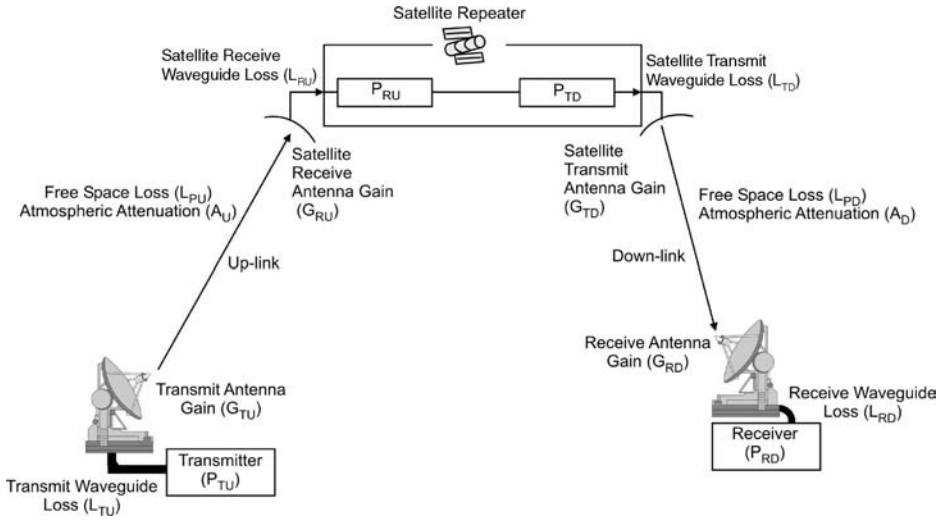 Satellite Repeater
Satellite Receive
Waveguide Loss (L_RU)
Satellite Transmit
Waveguide Loss (L_TD)
P_RU
P_TD
Satellite
Receive
Antenna Gain
(G_RU)
Satellite
Transmit
Antenna Gain
(G_TD)
Free Space Loss (L_PU)
Atmospheric Attenuation (A_U)
Free Space Loss (L_PD)
Atmospheric Attenuation (A_D)
Up-link
Down-link
Transmit Antenna
Gain (G_TU)
Receive Antenna
Gain (G_RD)
Receive Waveguide
Loss (L_RD)
Transmitter
(P_TU)
Receiver
(P_RD)
Transmit Waveguide
Loss (L_TU)